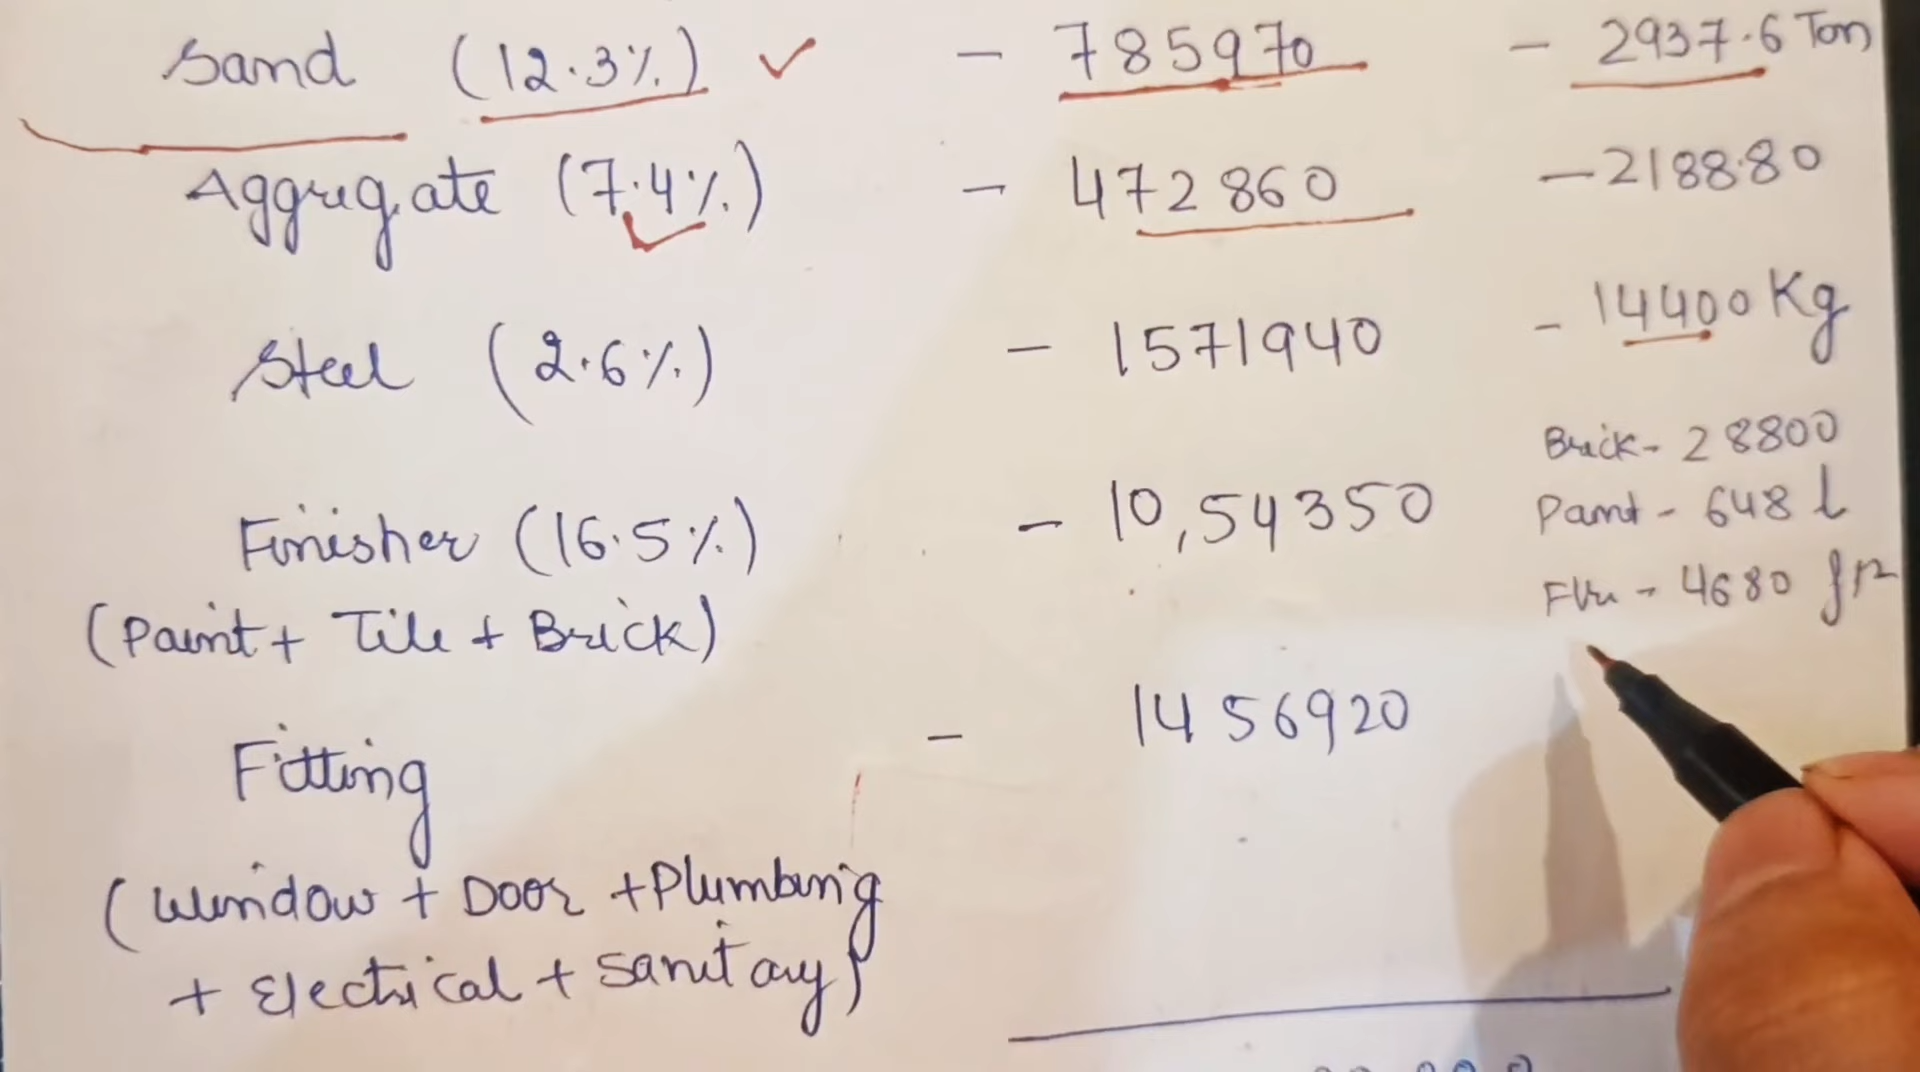 Sand (12.3%) ✓ - 785970 - 2937.6 Ton
Aggregate (7.4%) - 472860 - 2188.80
Steel (2.6%) - 1571940 - 14400 Kg
Brick - 28800
Finisher (16.5%) - 10,54350 Paint - 648 l
(Paint + Tile + Brick) - 4680 ft2
Fitting - 1456920
(Window + Door + Plumbing
+ Electrical + Sanitary)